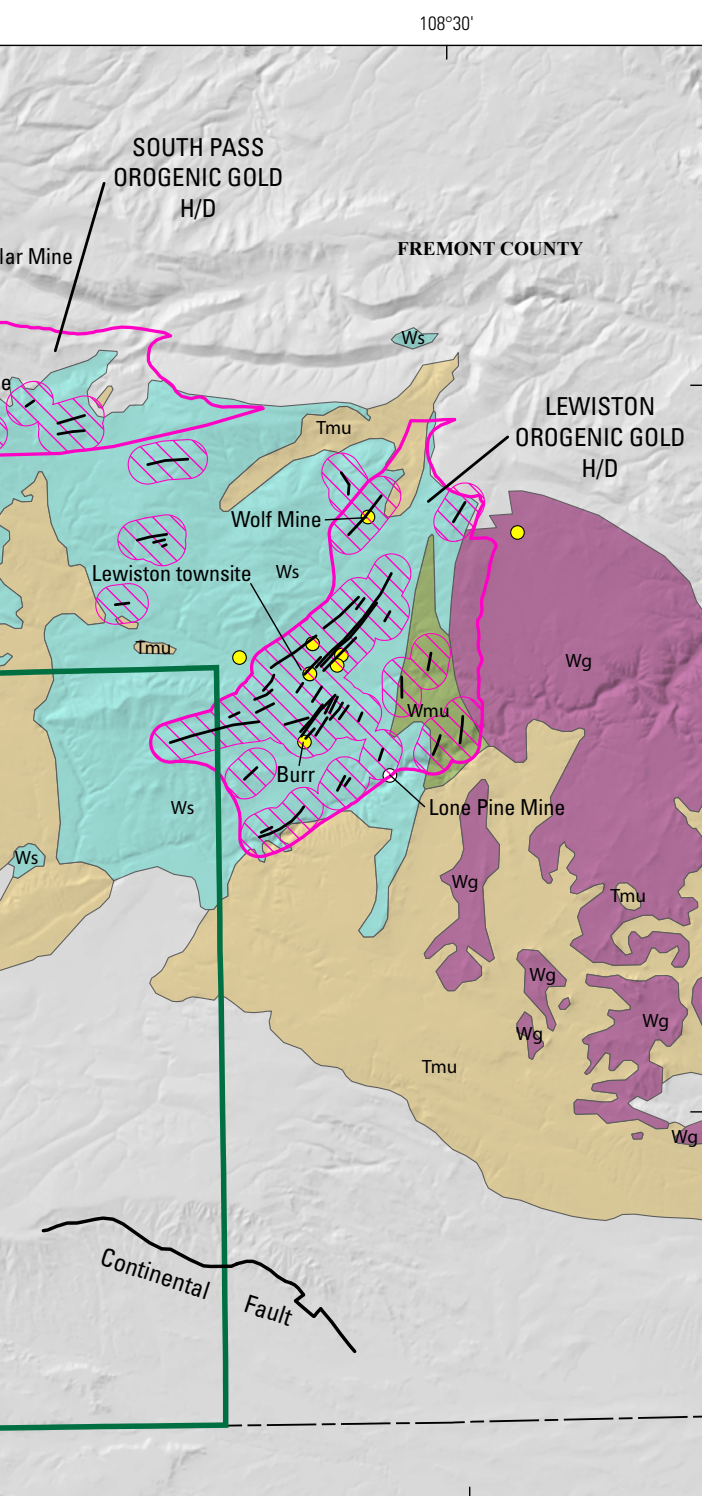 108°30'
SOUTH PASS
OROGENIC GOLD
H/D
lar Mine
FREMONT COUNTY
Ws
e
LEWISTON
OROGENIC GOLD
H/D
Tmu
Wolf Mine
Lewiston townsite
Ws
Tmu
Wg
Wmu
Burr
Ws
Lone Pine Mine
Ws
Wg
Tmu
Wg
Wg
Wg
Tmu
Wg
Continental
Fault